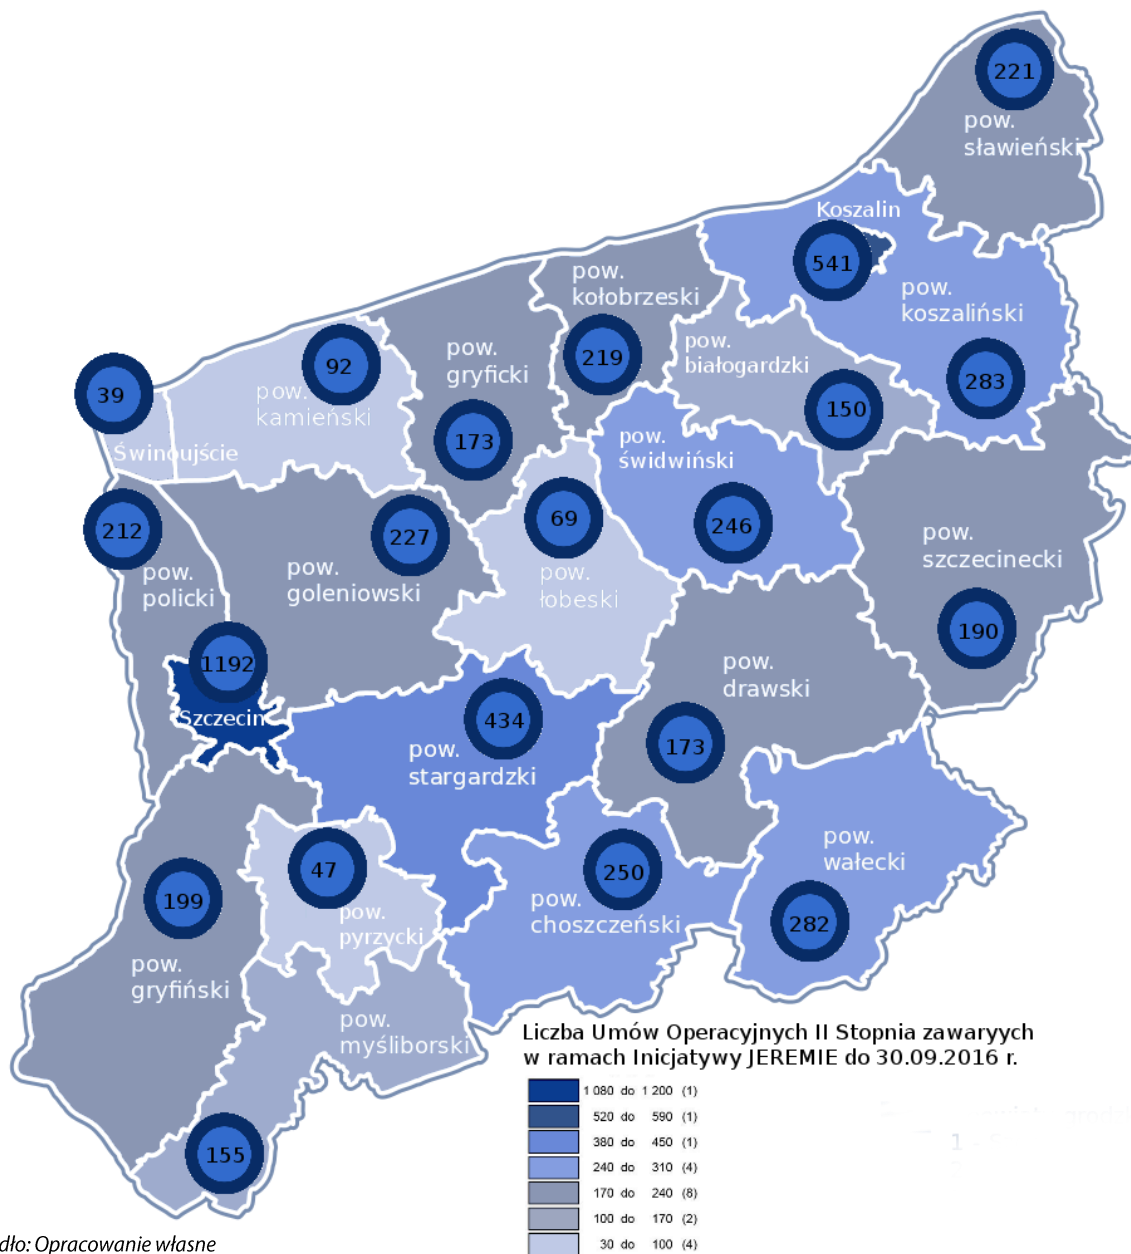 221
pow.
sławieński
Koszalin
541
pow.
kołobrzeski
pow.
koszaliński
219
pow.
białogardzki
283
150
92
pow.
kamieński
39
Świnoujście
pow.
gryficki
173
pow.
świdwiński
246
69
pow.
łobeski
212
pow.
policki
227
pow.
goleniowski
pow.
szczecinecki
190
1192
Szczecin
434
pow.
stargardzki
pow.
drawski
173
pow.
wałecki
282
250
pow.
choszczeński
47
pow.
pyrzycki
199
pow.
gryfiński
pow.
myśliborski
155
Liczba Umów Operacyjnych II Stopnia zawaryych
w ramach Inicjatywy JEREMIE do 30.09.2016 r.
1 080 do 1 200 (1)
520 do 590 (1)
380 do 450 (1)
240 do 310 (4)
170 do 240 (8)
100 do 170 (2)
30 do 100 (4)
dło: Opracowanie własne